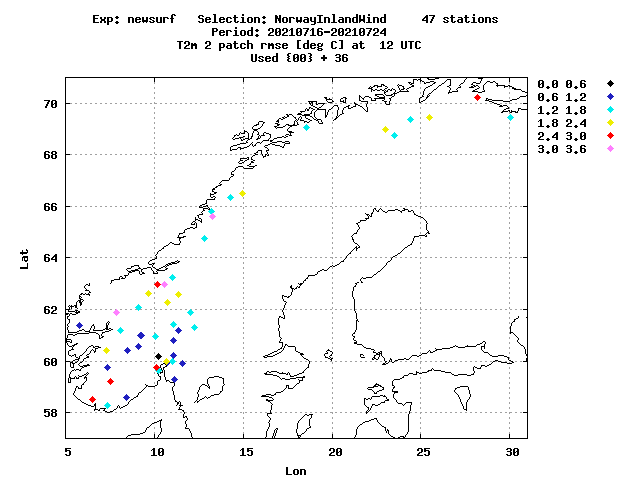 Exp: newsurf Selection: NorwayInlandWind 47 stations
Period: 20210716-20210724
T2m 2 patch rmse [deg C] at 12 UTC
Used {00} + 36
0.0 0.6
0.6 1.2
1.2 1.8
1.8 2.4
2.4 3.0
3.0 3.6
70
68
66
64
62
60
58
Lat
5 10 15 20 25 30
Lon